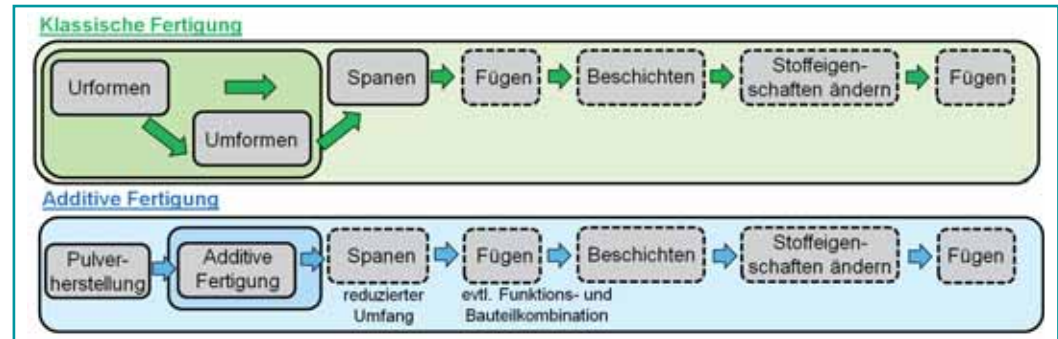 Klassische Fertigung
Urformen
Umformen
Spanen
Fügen
Beschichten
Stoffeigen-
schaften ändern
Fügen
Additive Fertigung
Pulver-
herstellung
Additive
Fertigung
Spanen
reduzierter
Umfang
Fügen
evtl. Funktions- und
Bauteilkombination
Beschichten
Stoffeigen-
schaften ändern
Fügen